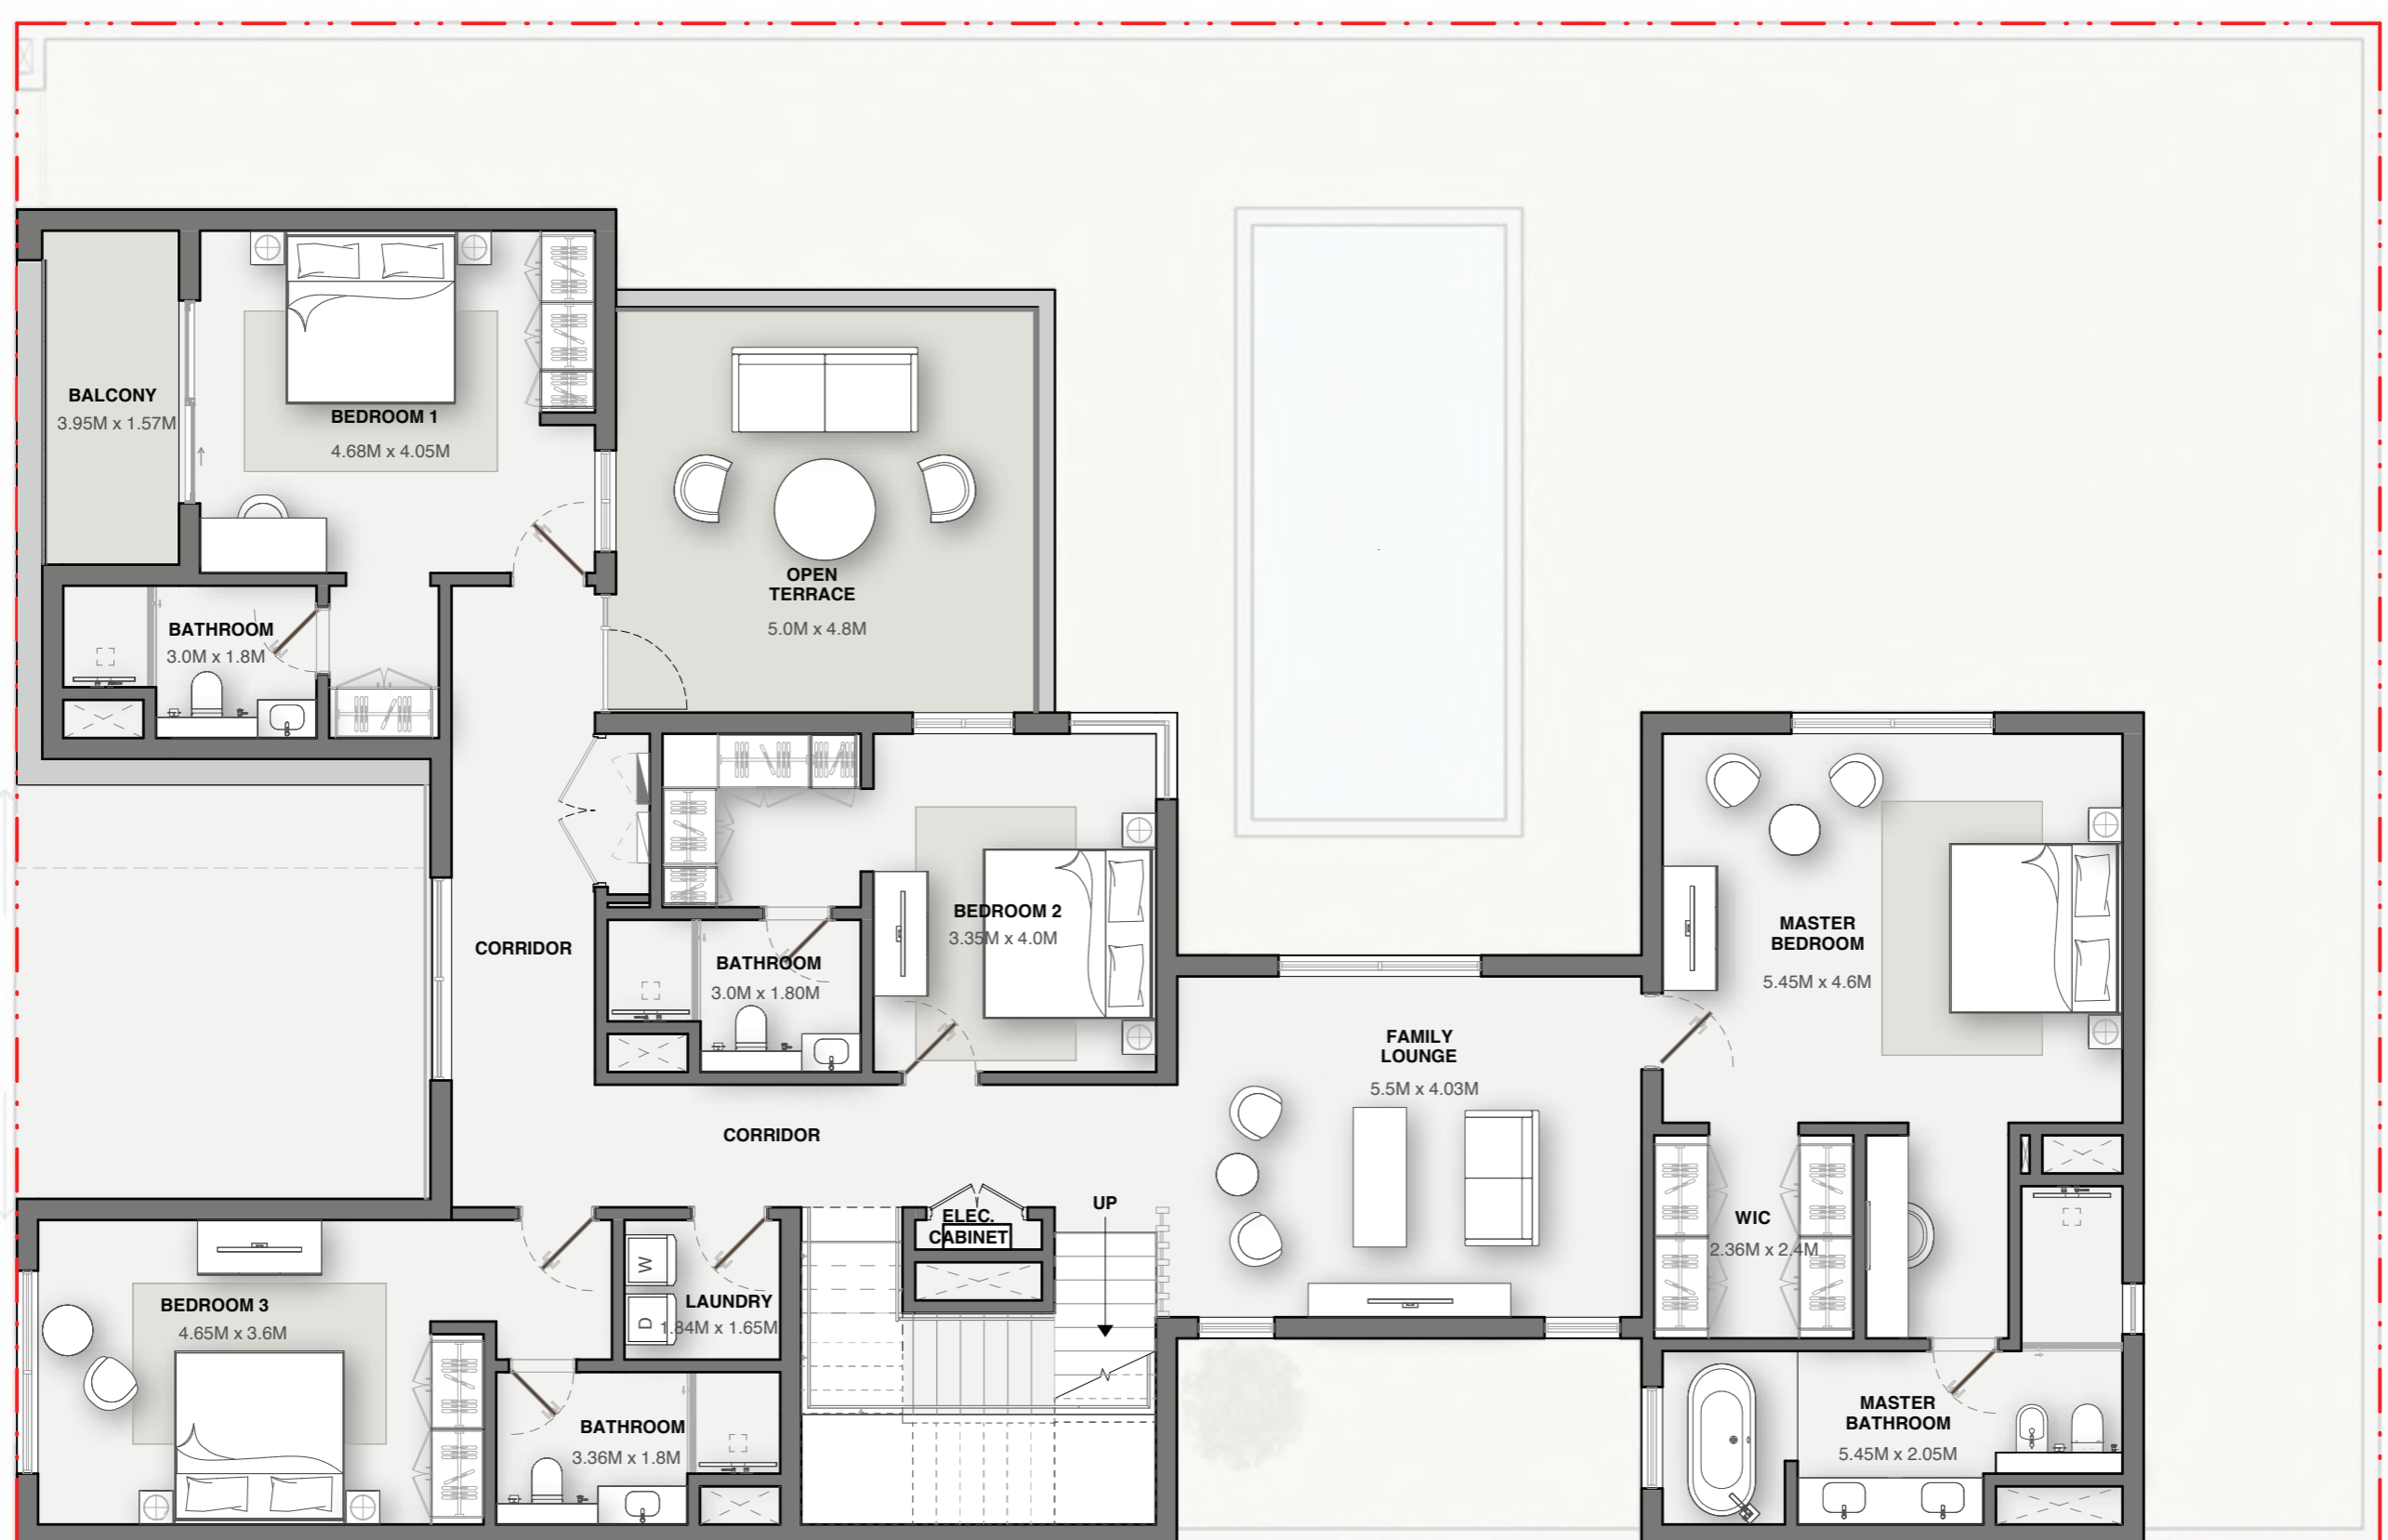 BALCONY
3.95M x 1.57M
BEDROOM 1
4.68M x 4.05M
OPEN
TERRACE
5.0M x 4.8M
BATHROOM
3.0M x 1.8M
CORRIDOR
BEDROOM 2
3.35M x 4.0M
BATHROOM
3.0M x 1.80M
MASTER
BEDROOM
5.45M x 4.6M
FAMILY
LOUNGE
5.5M x 4.03M
CORRIDOR
UP
ELEC.
CABINET
WIC
2.36M x 2.4M
W
D
LAUNDRY
1.84M x 1.65M
BEDROOM 3
4.65M x 3.6M
BATHROOM
3.36M x 1.8M
MASTER
BATHROOM
5.45M x 2.05M